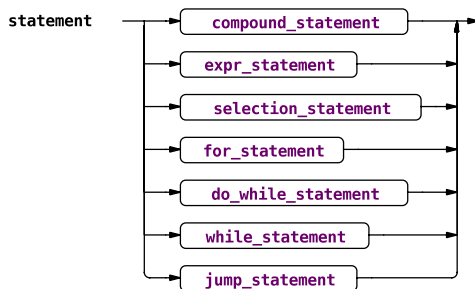 statement
compound_statement
expr_statement
selection_statement
for_statement
do_while_statement
while_statement
jump_statement